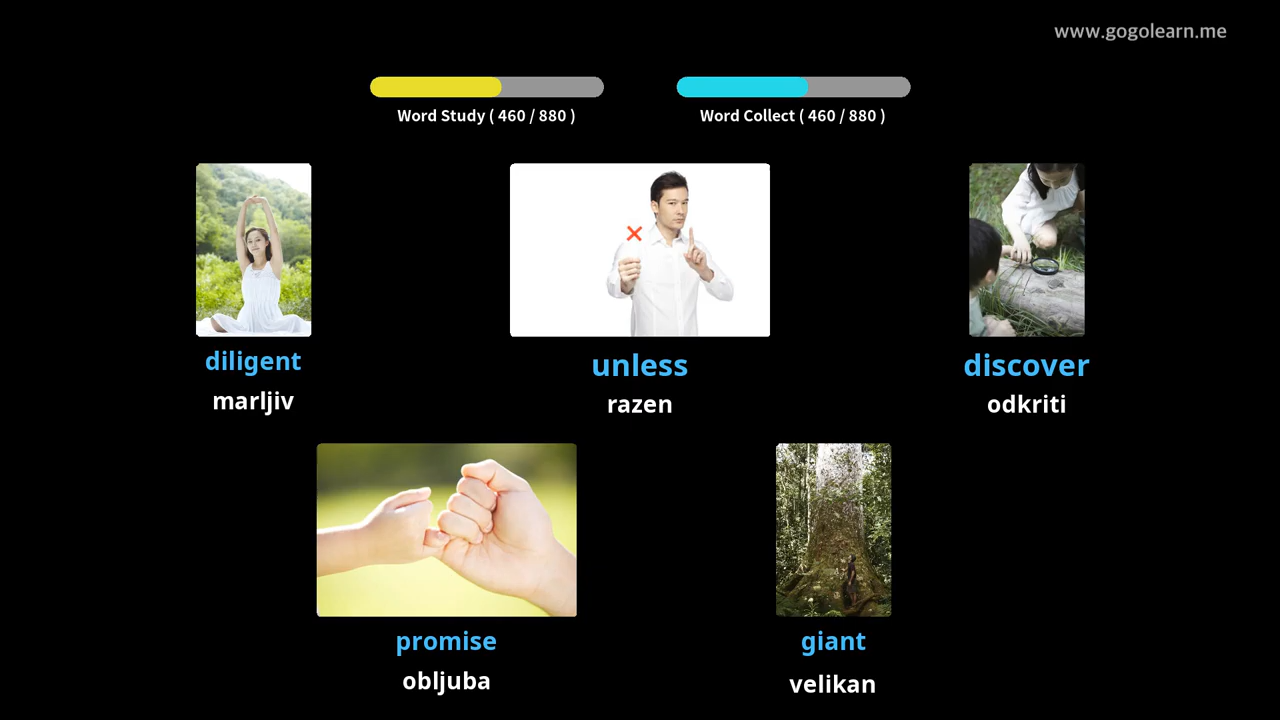 www.gogolearn.me
Word Study ( 460 / 880 )
Word Collect ( 460 / 880 )
diligent
marljiv
unless
razen
discover
odkriti
promise
obljuba
giant
velikan